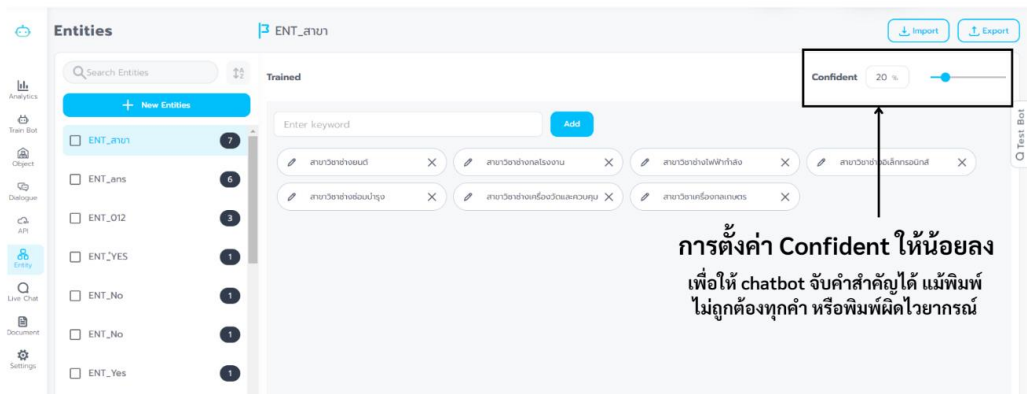 Entities
ENT_สาขา
Import
Export
Search Entities
Trained
Confident 20 %
Analytics
New Entities
Train Bot
Enter keyword
Add
Test Bot
ENT_สาขา 7
สาขาวิชาช่างยนต์
สาขาวิชาช่างกลโรงงาน
สาขาวิชาช่างไฟฟ้ากำลัง
สาขาวิชาช่างอิเล็กทรอนิกส์
Object
ENT_ans 6
Dialogue
สาขาวิชาช่างซ่อมบำรุง
สาขาวิชาช่างเครื่องวัดและควบคุม
สาขาวิชาเครื่องกลเกษตร
ENT_012 3
API
การตั้งค่า Confident ให้น้อยลง
เพื่อให้ chatbot จับคำสำคัญได้ แม้พิมพ์
ไม่ถูกต้องทุกคำ หรือพิมพ์ผิดไวยากรณ์
ENT_YES 1
Entity
ENT_No 1
Live Chat
ENT_No 1
Document
ENT_Yes 1
Settings